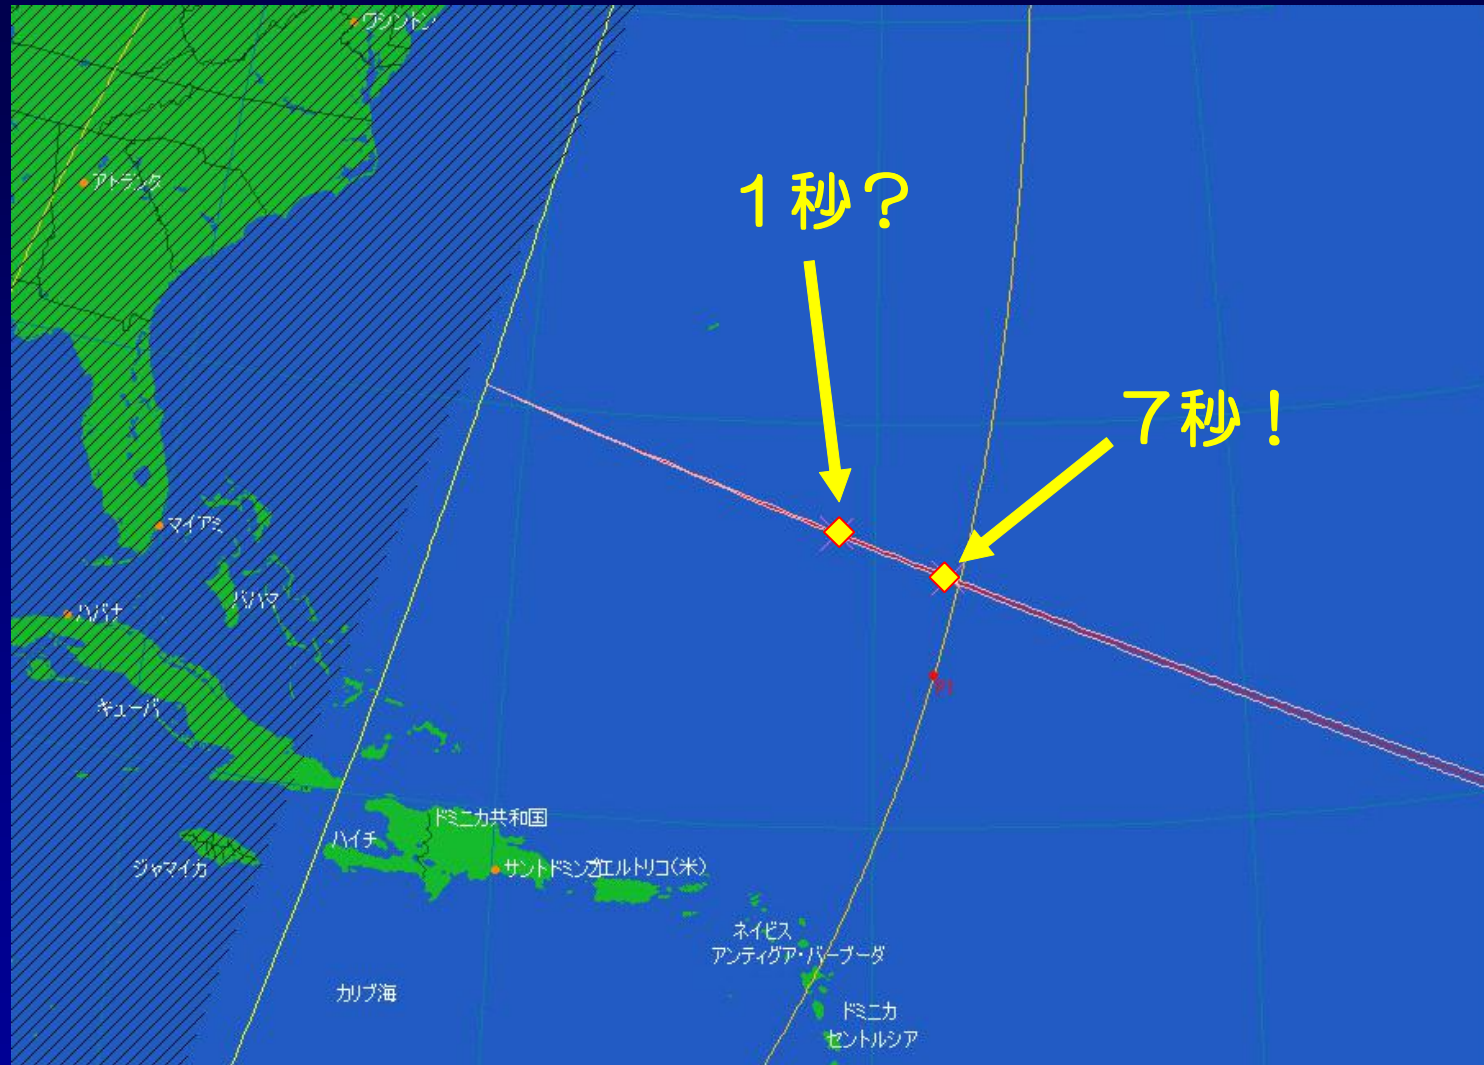 ワシントン
アトランタ
1秒？
7秒！
マイアミ
バハマ
ハバナ
キューバ
ドミニカ共和国
ハイチ
ジャマイカ
サントドミンゴ
プエルトリコ(米)
ネイビス
アンティグア・バーブーダ
カリブ海
ドミニカ
セントルシア